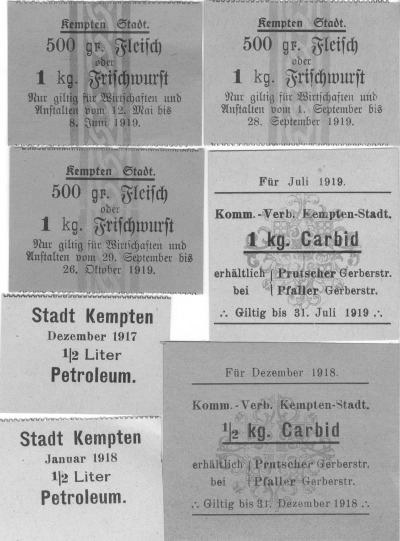 Kempten Stadt.
500 gr. Fleisch
oder
1 kg. Frischwurst
Nur giltig für Wirtschaften und
Anstalten vom 12. Mai bis
8. Juni 1919.
Kempten Stadt.
500 gr. Fleisch
oder
1 kg. Frischwurst
Nur giltig für Wirtschaften und
Anstalten vom 1. September bis
28. September 1919.
Kempten Stadt.
500 gr. Fleisch
oder
1 kg. Frischwurst
Nur giltig für Wirtschaften und
Anstalten vom 29. September bis
26. Oktober 1919.
Für Juli 1919.
Komm.-Verb. Kempten-Stadt.
1 kg. Carbid
erhältlich { Prutscher Gerberstr.
bei { Pfaller Gerberstr.
∴ Giltig bis 31. Juli 1919 ∴
Stadt Kempten
Dezember 1917
1/2 Liter
Petroleum.
Für Dezember 1918.
Komm.-Verb. Kempten-Stadt.
1/2 kg. Carbid
erhältlich { Prutscher Gerberstr.
bei { Pfaller Gerberstr.
∴ Giltig bis 31. Dezember 1918 ∴
Stadt Kempten
Januar 1918
1/2 Liter
Petroleum.